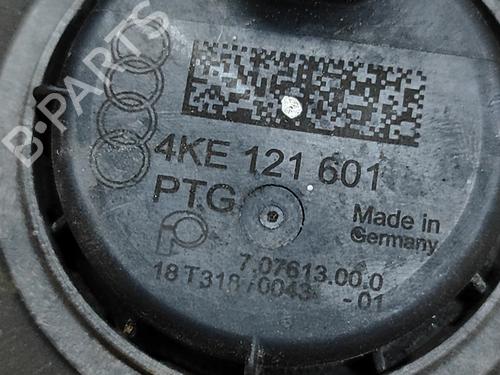 B-PARTS
4KE 121 601
PTG
Made in
Germany
7.07613.00.0
18 T318 0043 -01